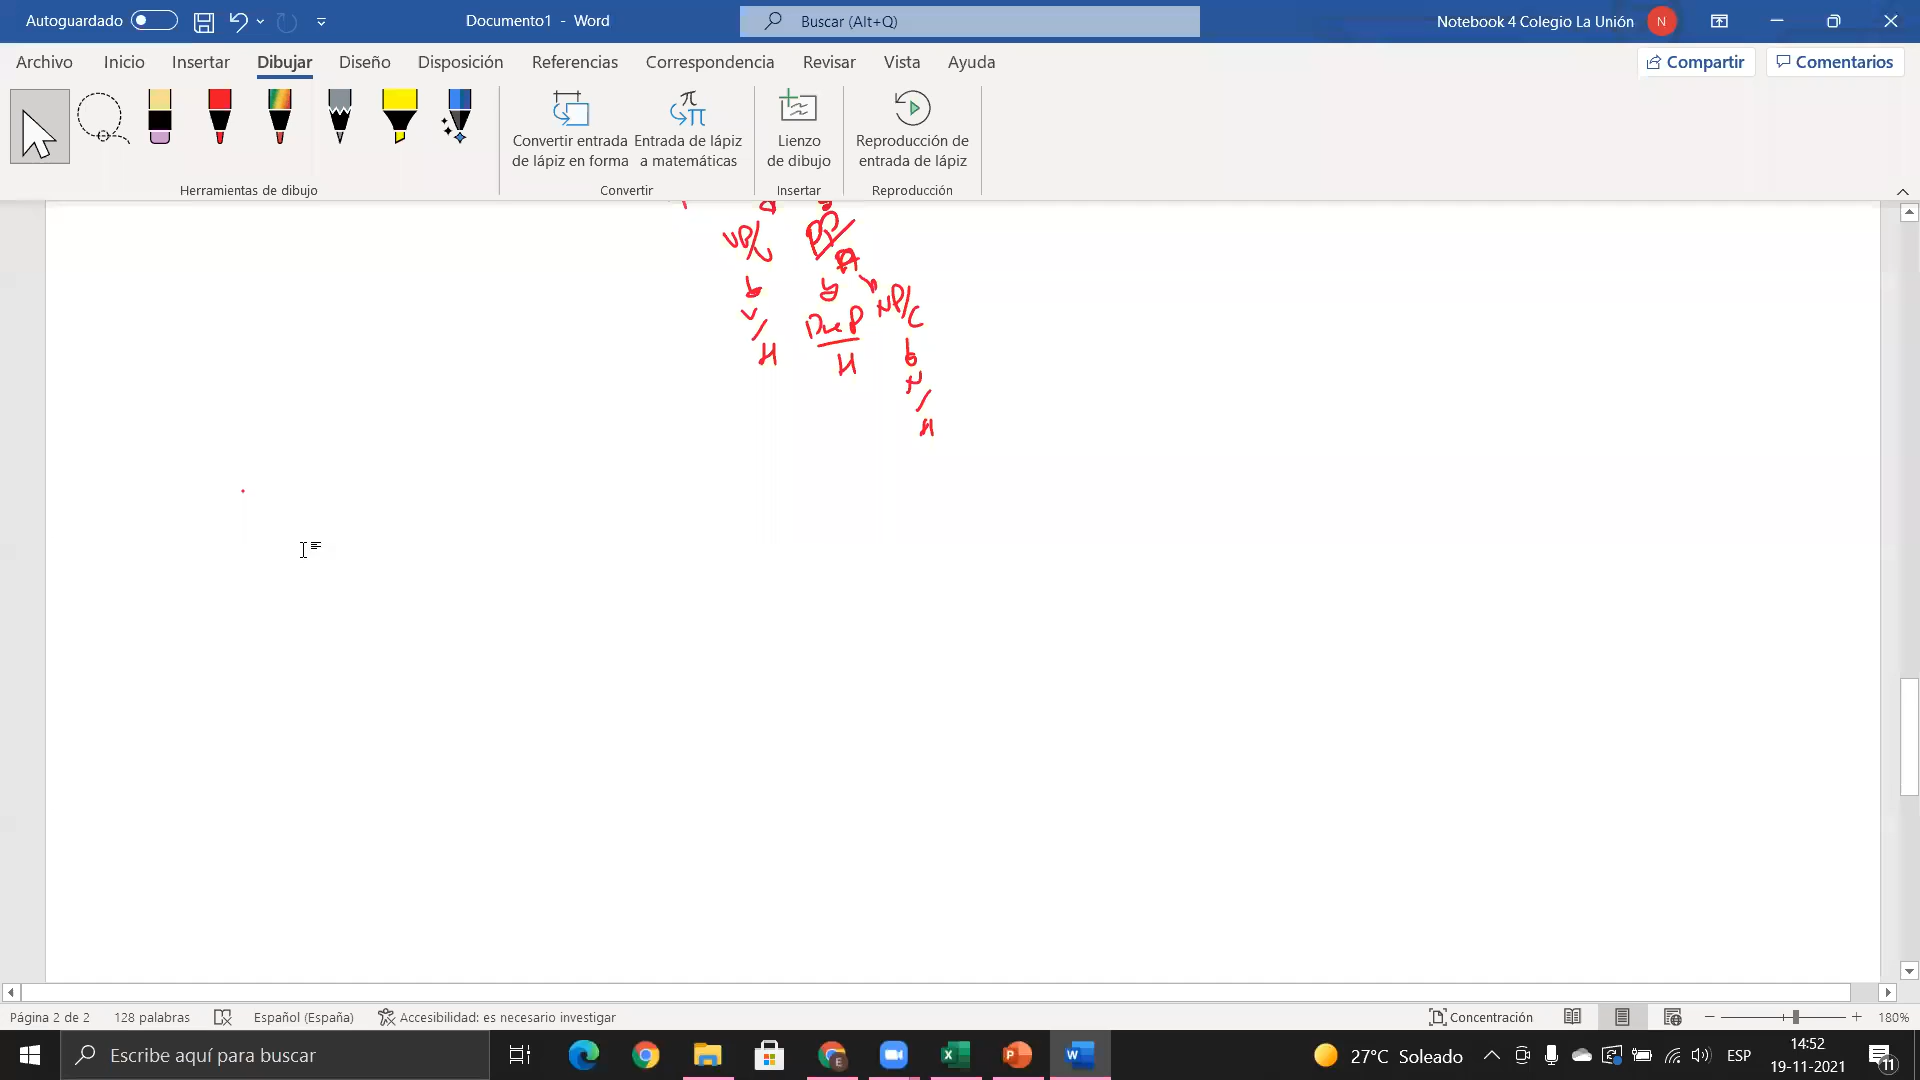 Autoguardado Documento1 - Word Buscar (Alt+Q) Notebook 4 Colegio La Unión N
Archivo Inicio Insertar Dibujar Diseño Disposición Referencias Correspondencia Revisar Vista Ayuda Compartir Comentarios
Convertir entrada de lápiz en forma
Entrada de lápiz a matemáticas
Lienzo de dibujo
Reproducción de entrada de lápiz
Herramientas de dibujo Convertir Insertar Reproducción
NP/C
H
H
H
Página 2 de 2 128 palabras Español (España) Accesibilidad: es necesario investigar Concentración 180%
Escribe aquí para buscar 27°C Soleado ESP 14:52
19-11-2021 11